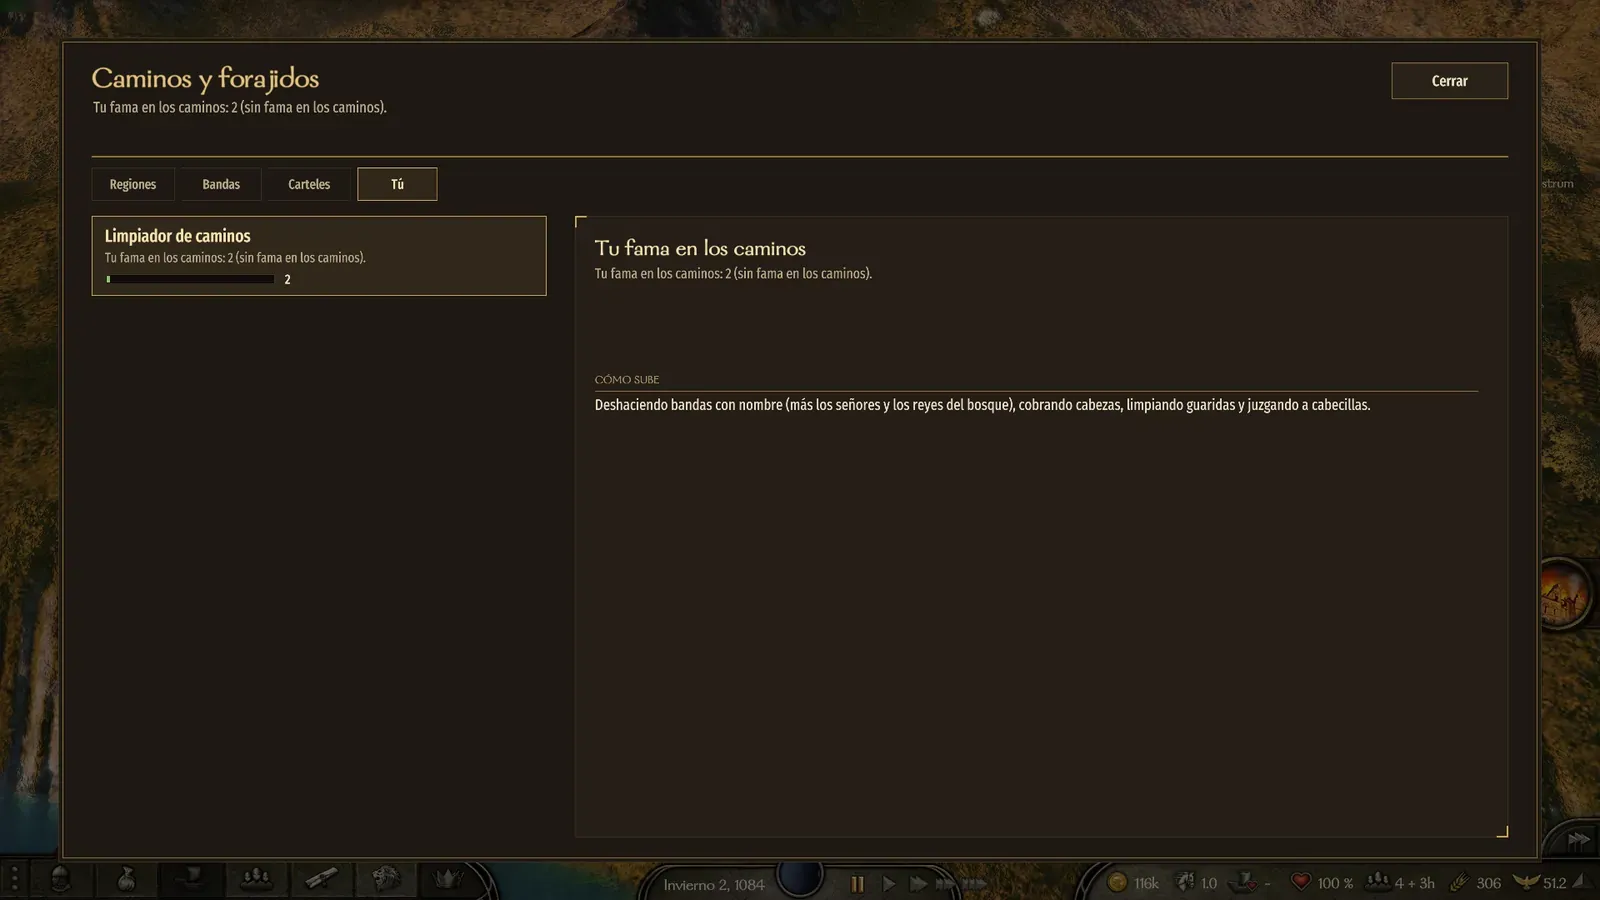 Caminos y forajidos
Tu fama en los caminos: 2 (sin fama en los caminos).
Cerrar
Regiones
Bandas
Carteles
Tú
strum
Limpiador de caminos
Tu fama en los caminos: 2 (sin fama en los caminos).
2
Tu fama en los caminos
Tu fama en los caminos: 2 (sin fama en los caminos).
CÓMO SUBE
Deshaciendo bandas con nombre (más los señores y los reyes del bosque), cobrando cabezas, limpiando guaridas y juzgando a cabecillas.
Invierno 2, 1084
116k
1.0
-
100 %
4 + 3h
306
51.2